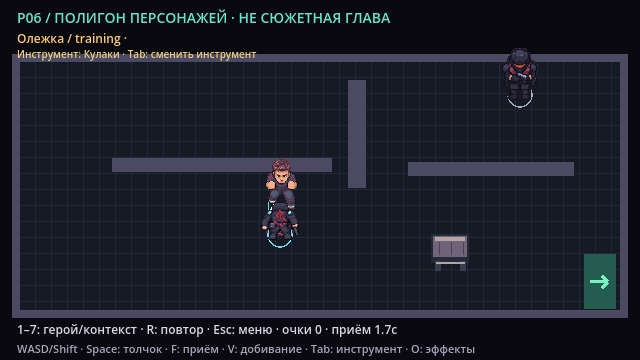 P06 / ПОЛИГОН ПЕРСОНАЖЕЙ · НЕ СЮЖЕТНАЯ ГЛАВА
Олежка / training ·
Инструмент: Кулаки · Tab: сменить инструмент
1–7: герой/контекст · R: повтор · Esc: меню · очки 0 · приём 1.7с
WASD/Shift · Space: толчок · F: приём · V: добивание · Tab: инструмент · O: эффекты